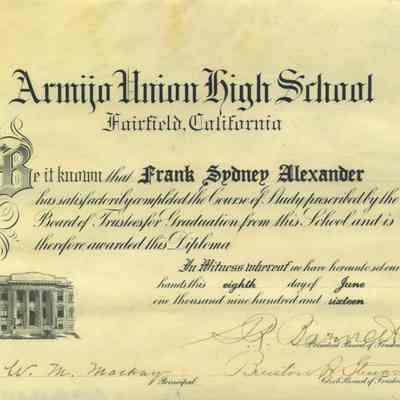 Armijo Union High School
Fairfield, California
Be it known that Frank Sydney Alexander
has satisfactorily completed the Course of Study prescribed by the
Board of Trustees for Graduation from this School and is
therefore awarded this Diploma
In Witness whereof we have hereunto set our
hands this eighth day of June
one thousand nine hundred and sixteen
W. M. Mackay
Principal
Clerk Board of